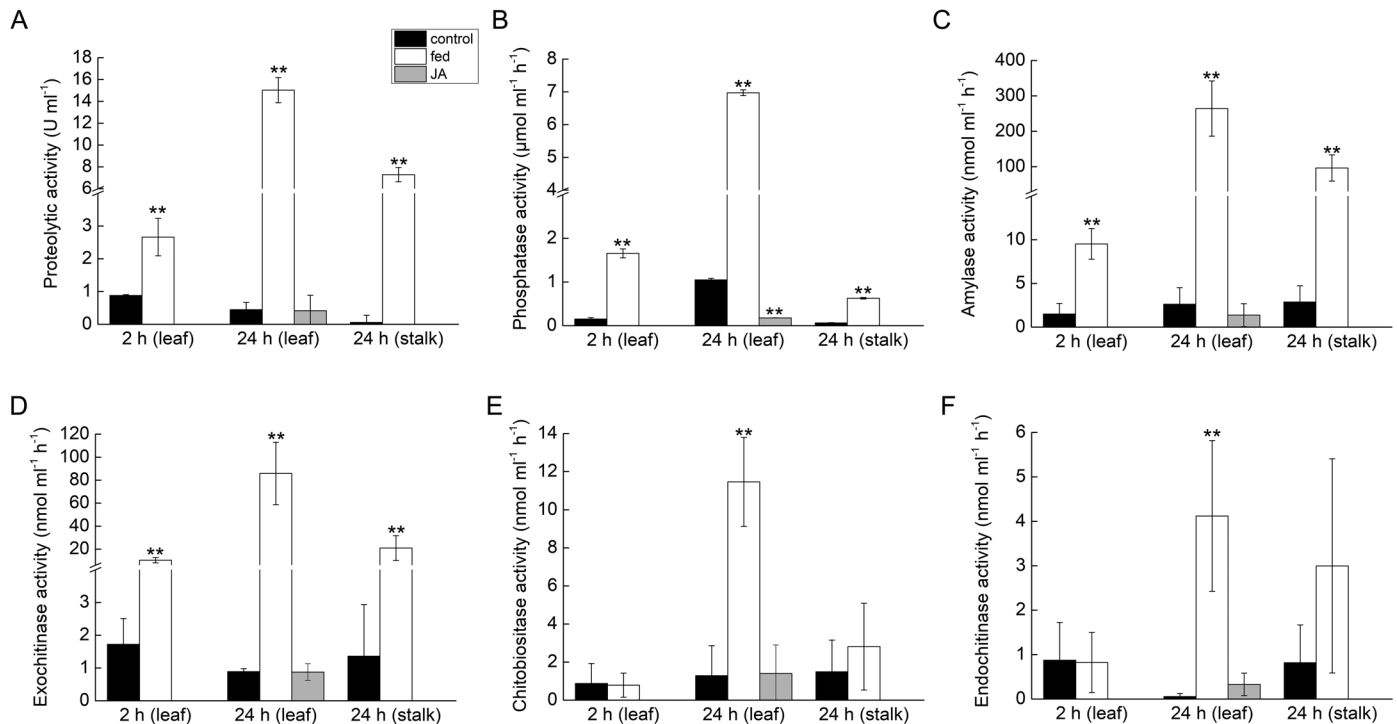 A
Proteolytic activity (U ml⁻¹)
18
16
14
12
10
8
6
3
2
1
0
**
**
**
2 h (leaf)
24 h (leaf)
24 h (stalk)
control
fed
JA
B
Phosphatase activity (µmol ml⁻¹ h⁻¹)
8
7
6
5
4
2
1
0
**
**
**
**
2 h (leaf)
24 h (leaf)
24 h (stalk)
C
Amylase activity (nmol ml⁻¹ h⁻¹)
400
300
200
100
10
5
0
**
**
**
2 h (leaf)
24 h (leaf)
24 h (stalk)
D
Exochitinase activity (nmol ml⁻¹ h⁻¹)
120
100
80
60
40
20
3
2
1
0
**
**
**
2 h (leaf)
24 h (leaf)
24 h (stalk)
E
Chitobiositase activity (nmol ml⁻¹ h⁻¹)
14
12
10
8
6
4
2
0
**
2 h (leaf)
24 h (leaf)
24 h (stalk)
F
Endochitinase activity (nmol ml⁻¹ h⁻¹)
6
5
4
3
2
1
0
**
2 h (leaf)
24 h (leaf)
24 h (stalk)